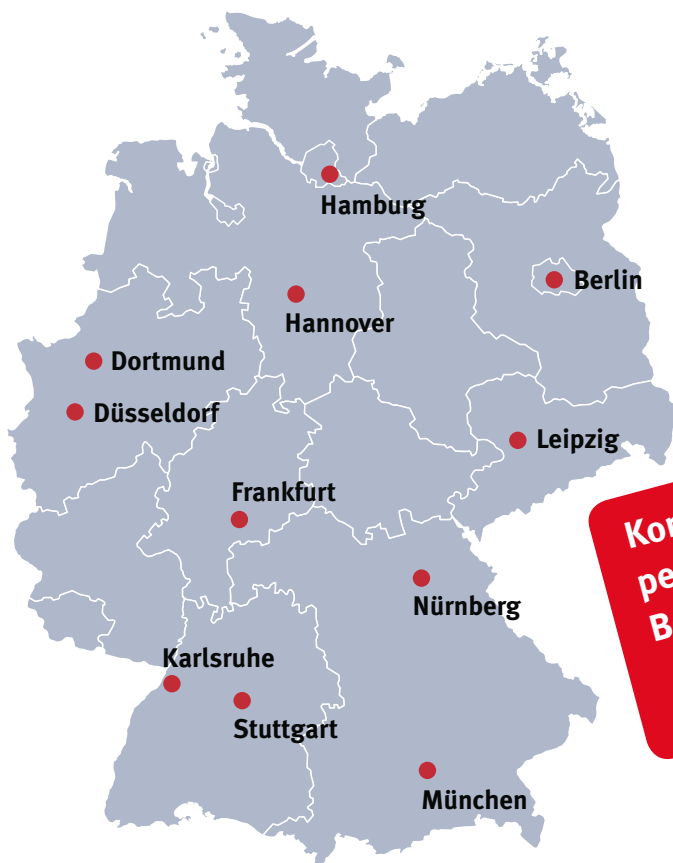 Hamburg
Berlin
Hannover
Dortmund
Düsseldorf
Leipzig
Frankfurt
Nürnberg
Karlsruhe
Stuttgart
München